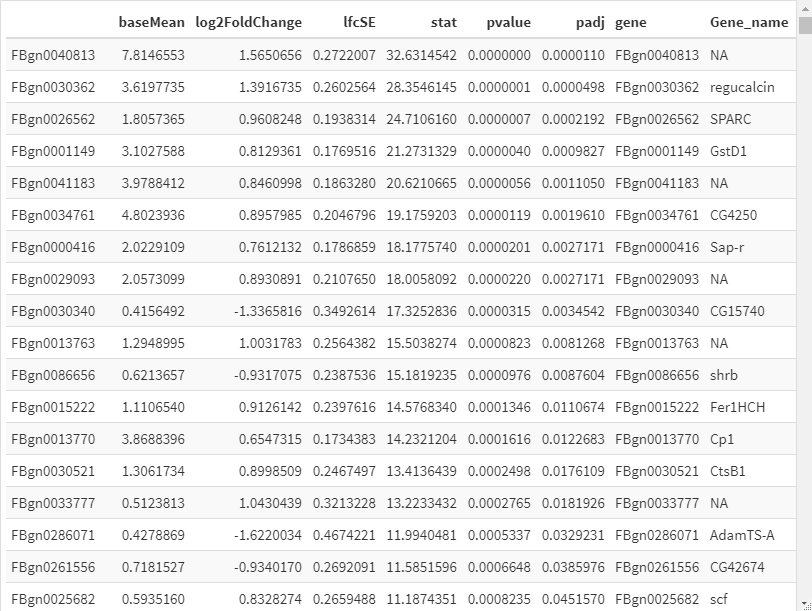 baseMean log2FoldChange lfcSE stat pvalue padj gene Gene_name
FBgn0040813 7.8146553 1.5650656 0.2722007 32.6314542 0.0000000 0.0000110 FBgn0040813 NA
FBgn0030362 3.6197735 1.3916735 0.2602564 28.3546145 0.0000001 0.0000498 FBgn0030362 regucalcin
FBgn0026562 1.8057365 0.9608248 0.1938314 24.7106160 0.0000007 0.0002192 FBgn0026562 SPARC
FBgn0001149 3.1027588 0.8129361 0.1769516 21.2731329 0.0000040 0.0009827 FBgn0001149 GstD1
FBgn0041183 3.9788412 0.8460998 0.1863280 20.6210665 0.0000056 0.0011050 FBgn0041183 NA
FBgn0034761 4.8023936 0.8957985 0.2046796 19.1759203 0.0000119 0.0019610 FBgn0034761 CG4250
FBgn0000416 2.0229109 0.7612132 0.1786859 18.1775740 0.0000201 0.0027171 FBgn0000416 Sap-r
FBgn0029093 2.0573099 0.8930891 0.2107650 18.0058092 0.0000220 0.0027171 FBgn0029093 NA
FBgn0030340 0.4156492 -1.3365816 0.3492614 17.3252836 0.0000315 0.0034542 FBgn0030340 CG15740
FBgn0013763 1.2948995 1.0031783 0.2564382 15.5038274 0.0000823 0.0081268 FBgn0013763 NA
FBgn0086656 0.6213657 -0.9317075 0.2387536 15.1819235 0.0000976 0.0087604 FBgn0086656 shrb
FBgn0015222 1.1106540 0.9126142 0.2397616 14.5768340 0.0001346 0.0110674 FBgn0015222 Fer1HCH
FBgn0013770 3.8688396 0.6547315 0.1734383 14.2321204 0.0001616 0.0122683 FBgn0013770 Cp1
FBgn0030521 1.3061734 0.8998509 0.2467497 13.4136439 0.0002498 0.0176109 FBgn0030521 CtsB1
FBgn0033777 0.5123813 1.0430439 0.3213228 13.2233432 0.0002765 0.0181926 FBgn0033777 NA
FBgn0286071 0.4278869 -1.6220034 0.4674221 11.9940481 0.0005337 0.0329231 FBgn0286071 AdamTS-A
FBgn0261556 0.7181527 -0.9340170 0.2692091 11.5851596 0.0006648 0.0385976 FBgn0261556 CG42674
FBgn0025682 0.5935160 0.8328274 0.2659488 11.1874351 0.0008235 0.0451570 FBgn0025682 scf